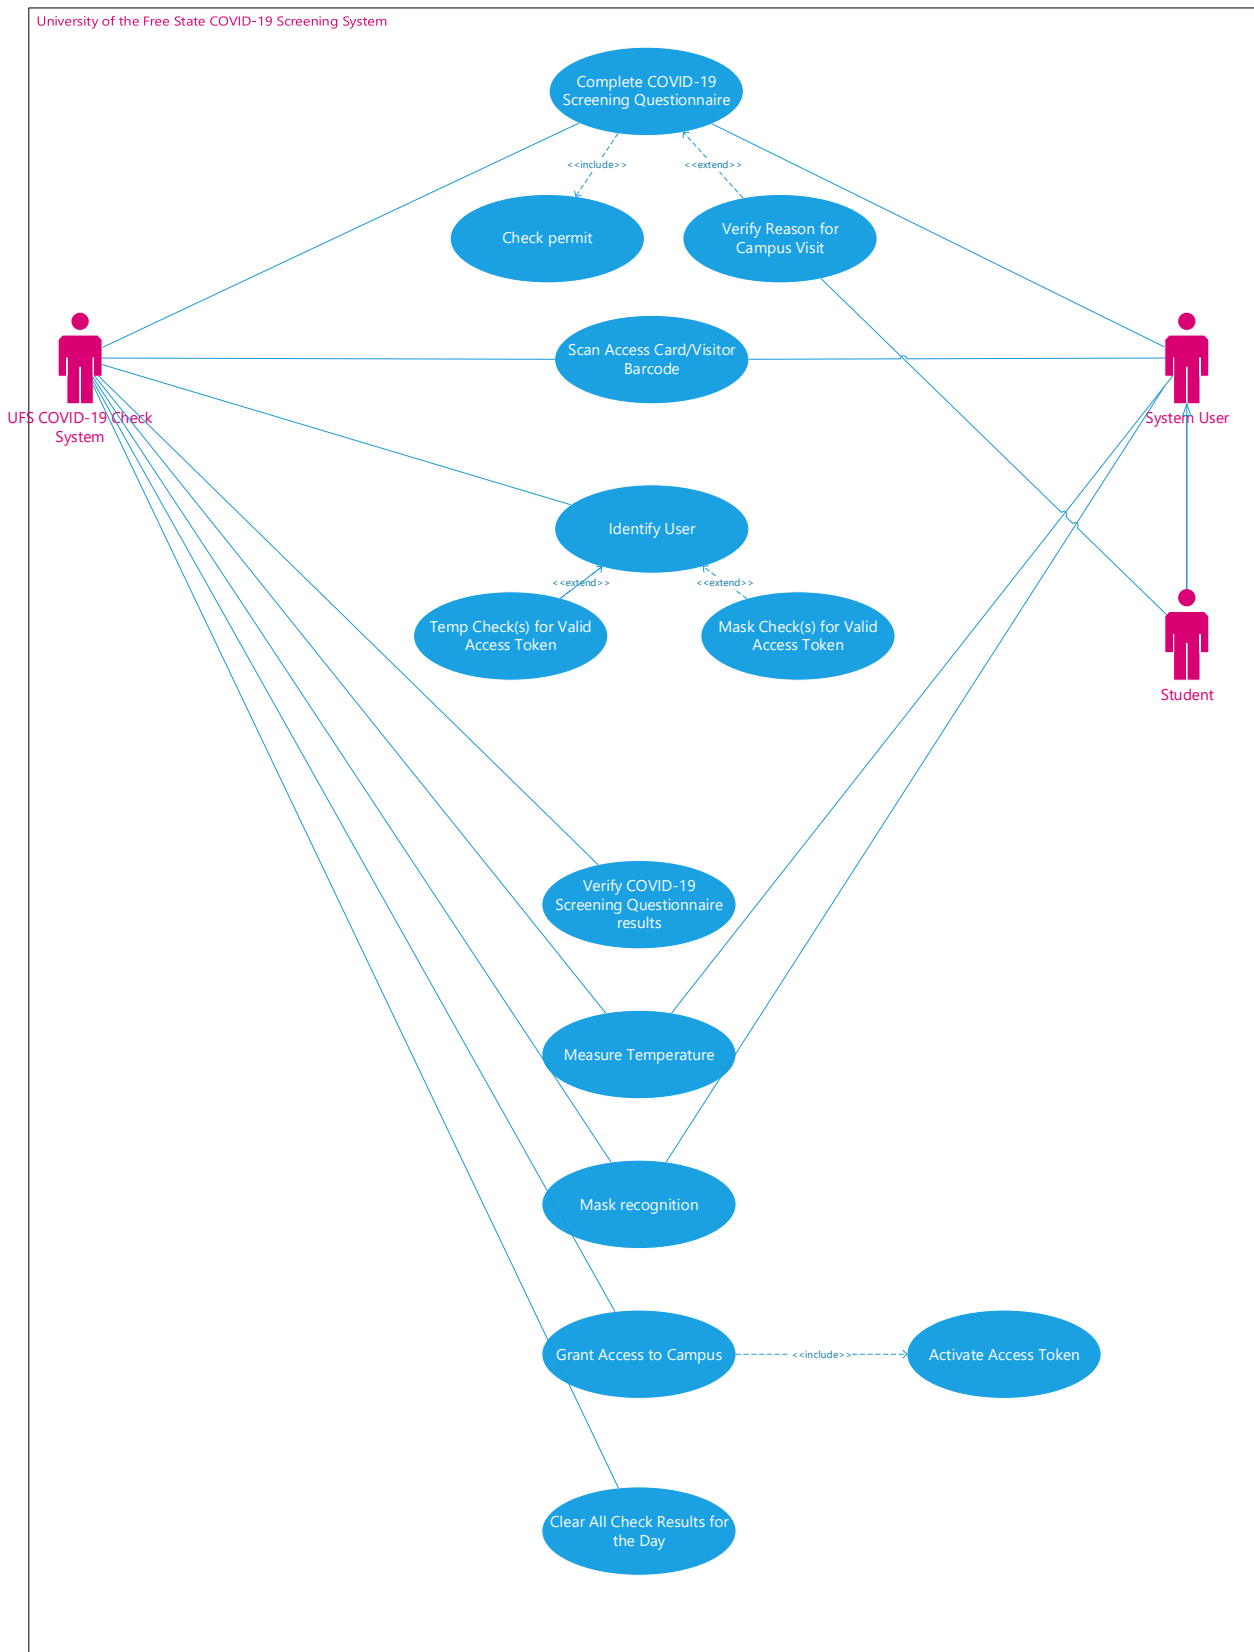 University of the Free State COVID-19 Screening System
Complete COVID-19
Screening Questionnaire
<<include>>
<<extend>>
Check permit
Verify Reason for
Campus Visit
Scan Access Card/Visitor
Barcode
UFS COVID-19 Check
System
System User
Identify User
<<extend>>
<<extend>>
Temp Check(s) for Valid
Access Token
Mask Check(s) for Valid
Access Token
Student
Verify COVID-19
Screening Questionnaire
results
Measure Temperature
Mask recognition
Grant Access to Campus
<<include>>
Activate Access Token
Clear All Check Results for
the Day